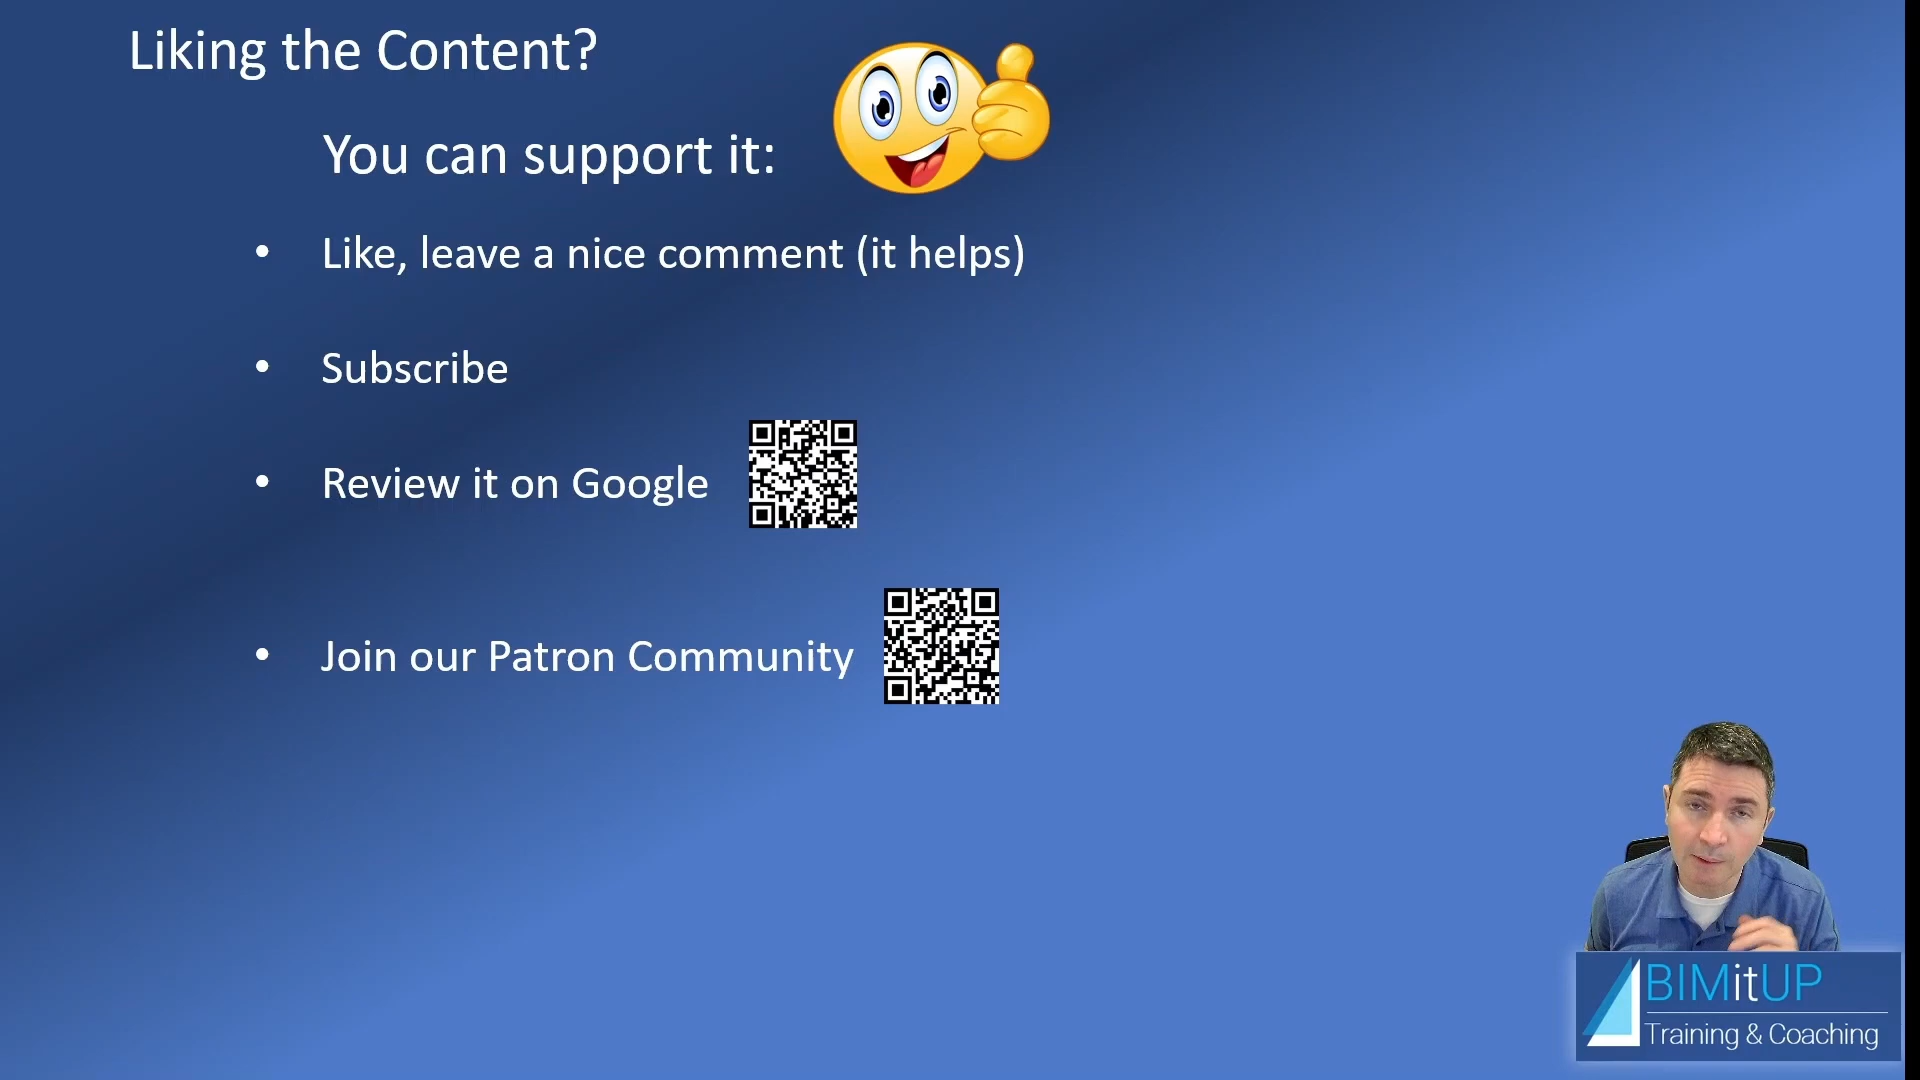 Liking the Content?
You can support it:
• Like, leave a nice comment (it helps)
• Subscribe
• Review it on Google
• Join our Patron Community
BIMitUP
Training & Coaching